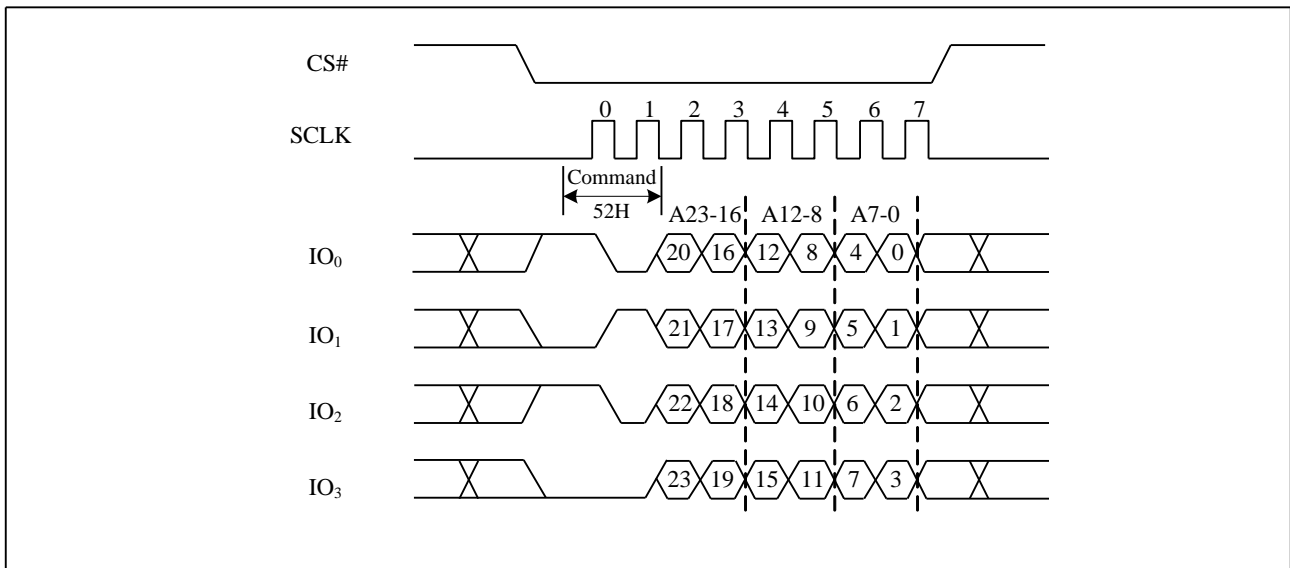 CS#
0 1 2 3 4 5 6 7
SCLK
Command
52H
A23-16 A12-8 A7-0
IO0 20 16 12 8 4 0
IO1 21 17 13 9 5 1
IO2 22 18 14 10 6 2
IO3 23 19 15 11 7 3